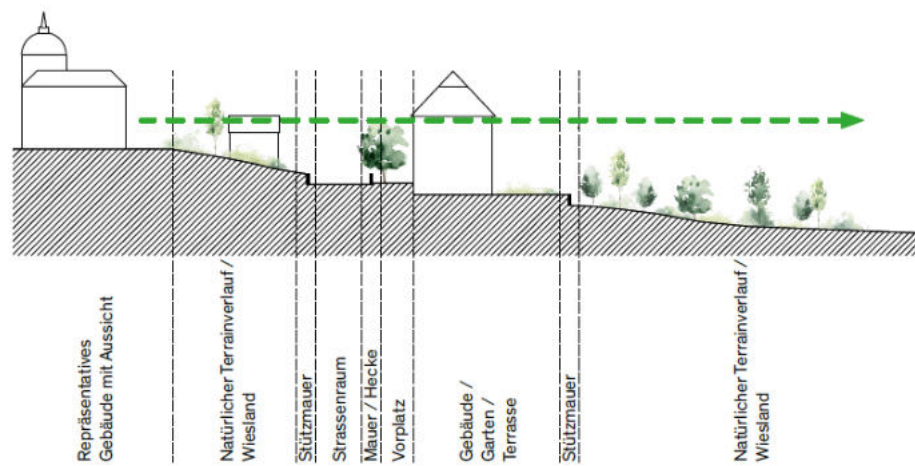 Repräsentatives
Gebäude mit Aussicht
Natürlicher Terrainverlauf /
Wiesland
Stützmauer
Strassenraum
Mauer / Hecke
Vorplatz
Gebäude /
Garten /
Terrasse
Stützmauer
Natürlicher Terrainverlauf /
Wiesland